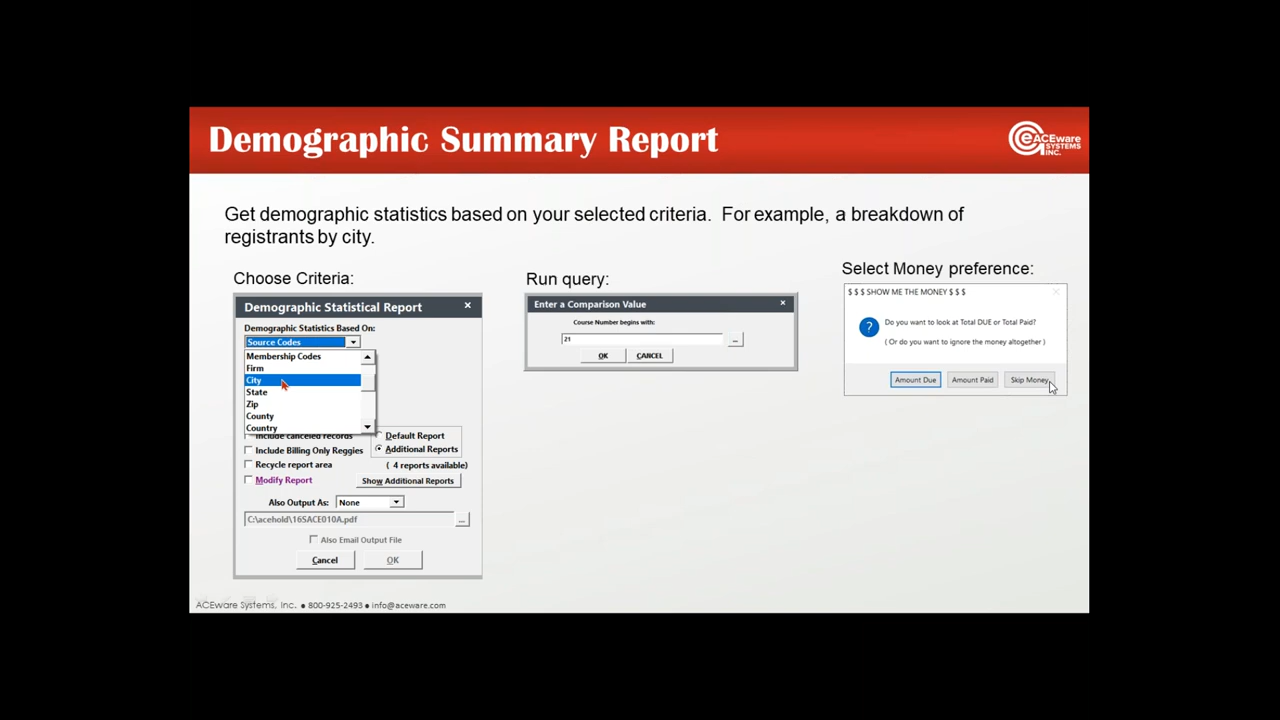 Demographic Summary Report
ACEware
SYSTEMS
INC.
Get demographic statistics based on your selected criteria. For example, a breakdown of
registrants by city.
Choose Criteria:
Demographic Statistical Report
Demographic Statistics Based On:
Source Codes
Membership Codes
Firm
City
State
Zip
County
Country
Include canceled records
Default Report
Include Billing Only Reggies
Additional Reports
Recycle report area
( 4 reports available)
Modify Report
Show Additional Reports
Also Output As: None
C:\acehold\16SACE010A.pdf
...
Also Email Output File
Cancel
OK
Run query:
Enter a Comparison Value
Course Number begins with:
21
...
OK
CANCEL
Select Money preference:
$ $ $ SHOW ME THE MONEY $ $ $
?
Do you want to look at Total DUE or Total Paid?
( Or do you want to ignore the money altogether )
Amount Due
Amount Paid
Skip Money
ACEware Systems, Inc. • 800-925-2493 • info@aceware.com